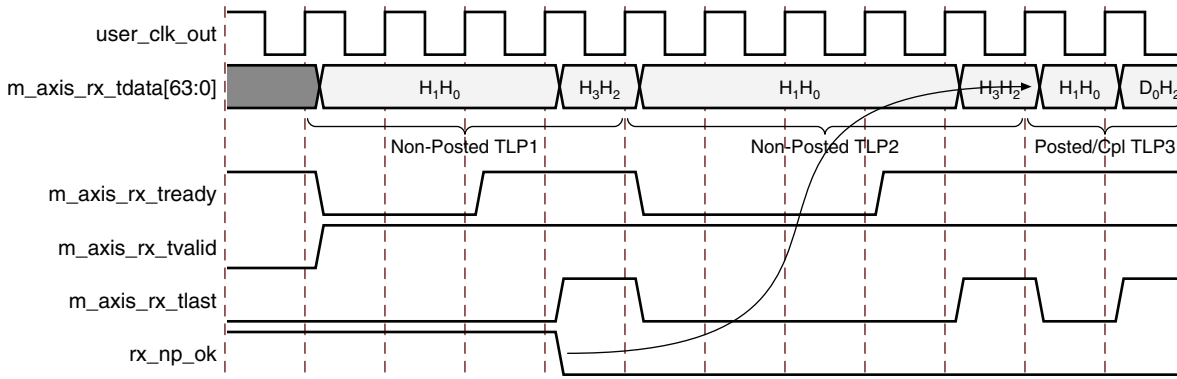 user_clk_out
m_axis_rx_tdata[63:0] H₁H₀ H₃H₂ H₁H₀ H₃H₂ H₁H₀ D₀H₂
Non-Posted TLP1 Non-Posted TLP2 Posted/Cpl TLP3
m_axis_rx_tready
m_axis_rx_tvalid
m_axis_rx_tlast
rx_np_ok